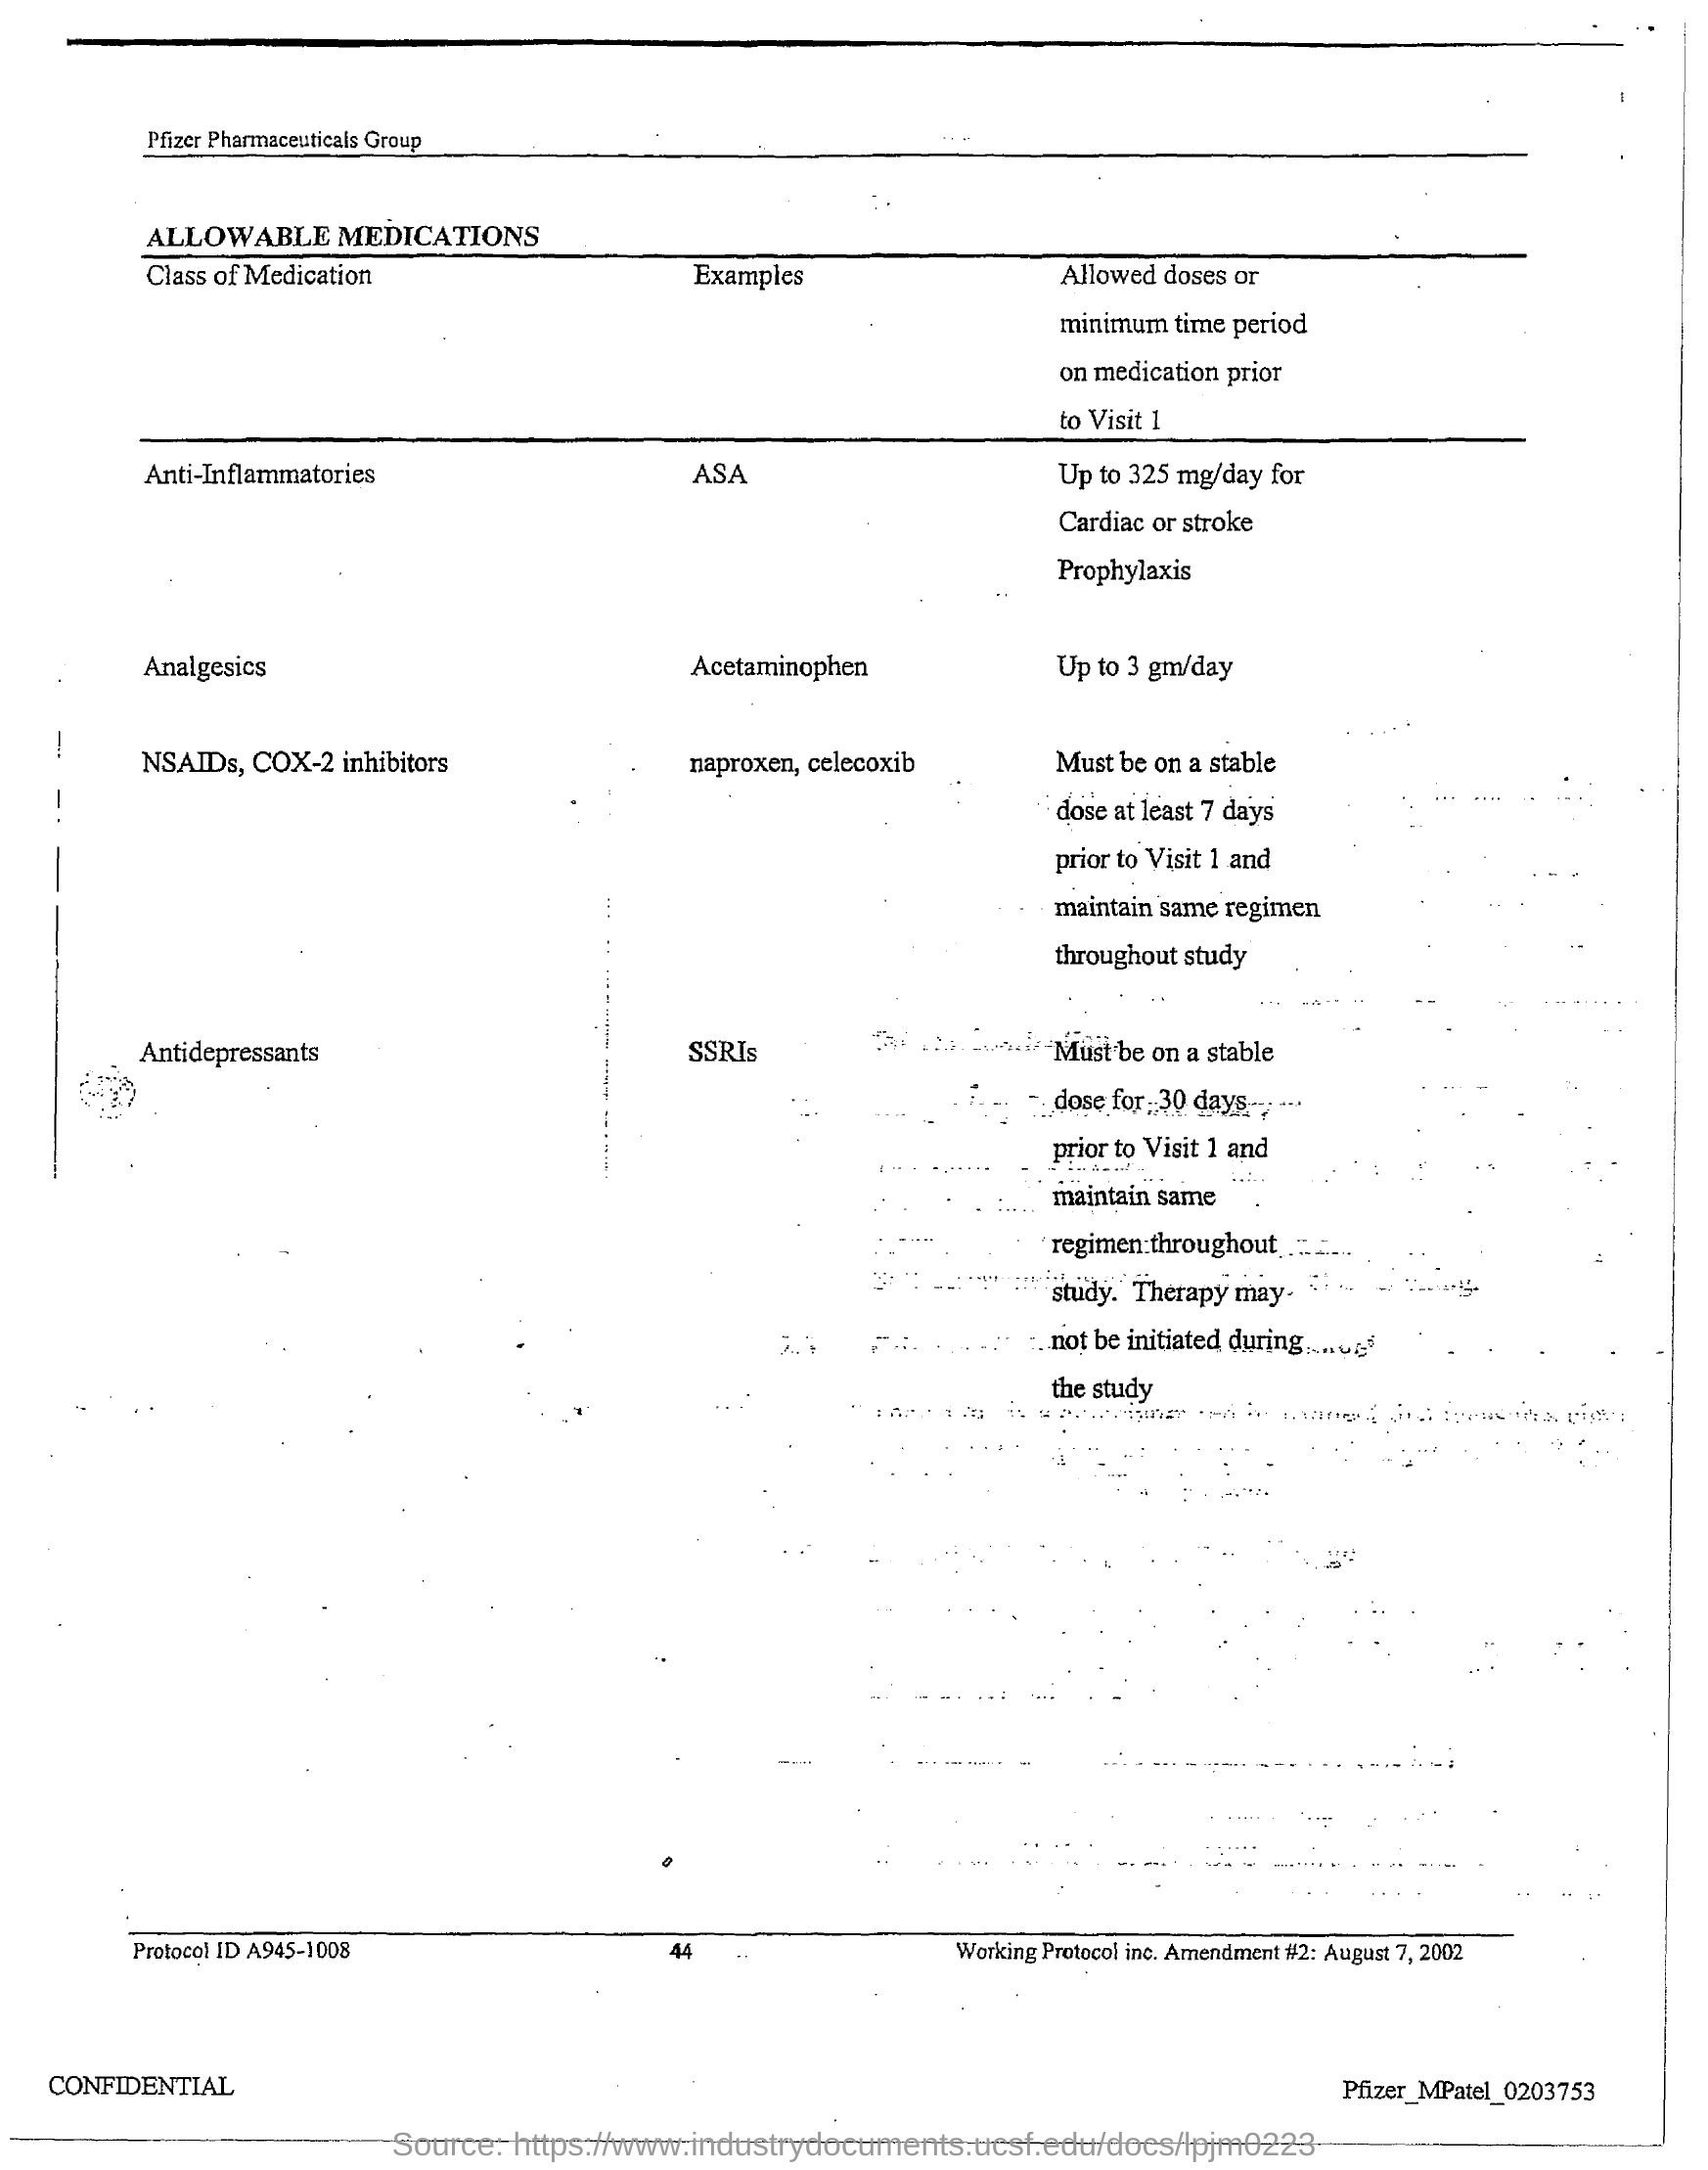 Pfizer Pharmaceuticals Group
ALLOWABLE MEDICATIONS
Class of Medication Examples Allowed doses or
minimum time period
on medication prior
to Visit 1
Anti-Inflammatories ASA Up to 325 mg/day for
Cardiac or stroke
Prophylaxis
Analgesics Acetaminophen Up to 3 gm/day
NSAIDs, COX-2 inhibitors naproxen, celecoxib Must be on a stable
dose at least 7 days
prior to Visit 1 and
maintain same regimen
throughout study
Antidepressants SSRIs Must be on a stable
dose for 30 days
prior to Visit 1 and
maintain same
regimen throughout
study. Therapy may
not be initiated during
the study
Protocol ID A945-1008 44 Working Protocol inc. Amendment #2: August 7, 2002
CONFIDENTIAL
Pfizer_MPatel_0203753
Source: https://www.industrydocuments.ucsf.edu/docs/lpjm0223